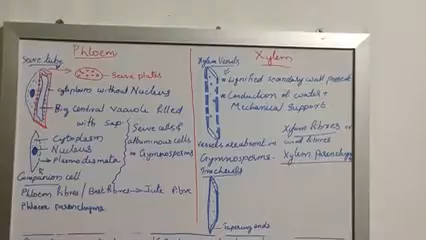 Phloem
Seive tube
Seive plates
Cytoplasm without Nucleus
Big Central vacuole filled
with sap
Cytoplasm
Nucleus
Plasmodesmata
Seive cells &
albuminous cells
in Gymnosperms
Companion cell
Phloem fibres / Bast fibres → Jute fibre
Phloem parenchyma
Xylem
Xylem Vessels
Lignified secondary wall present
Conduction of water +
Mechanical Support
Xylem fibres or
wood fibres
Xylem Parenchyma
Vessels are absent in
Gymnosperms.
Tracheids
Tapering ends